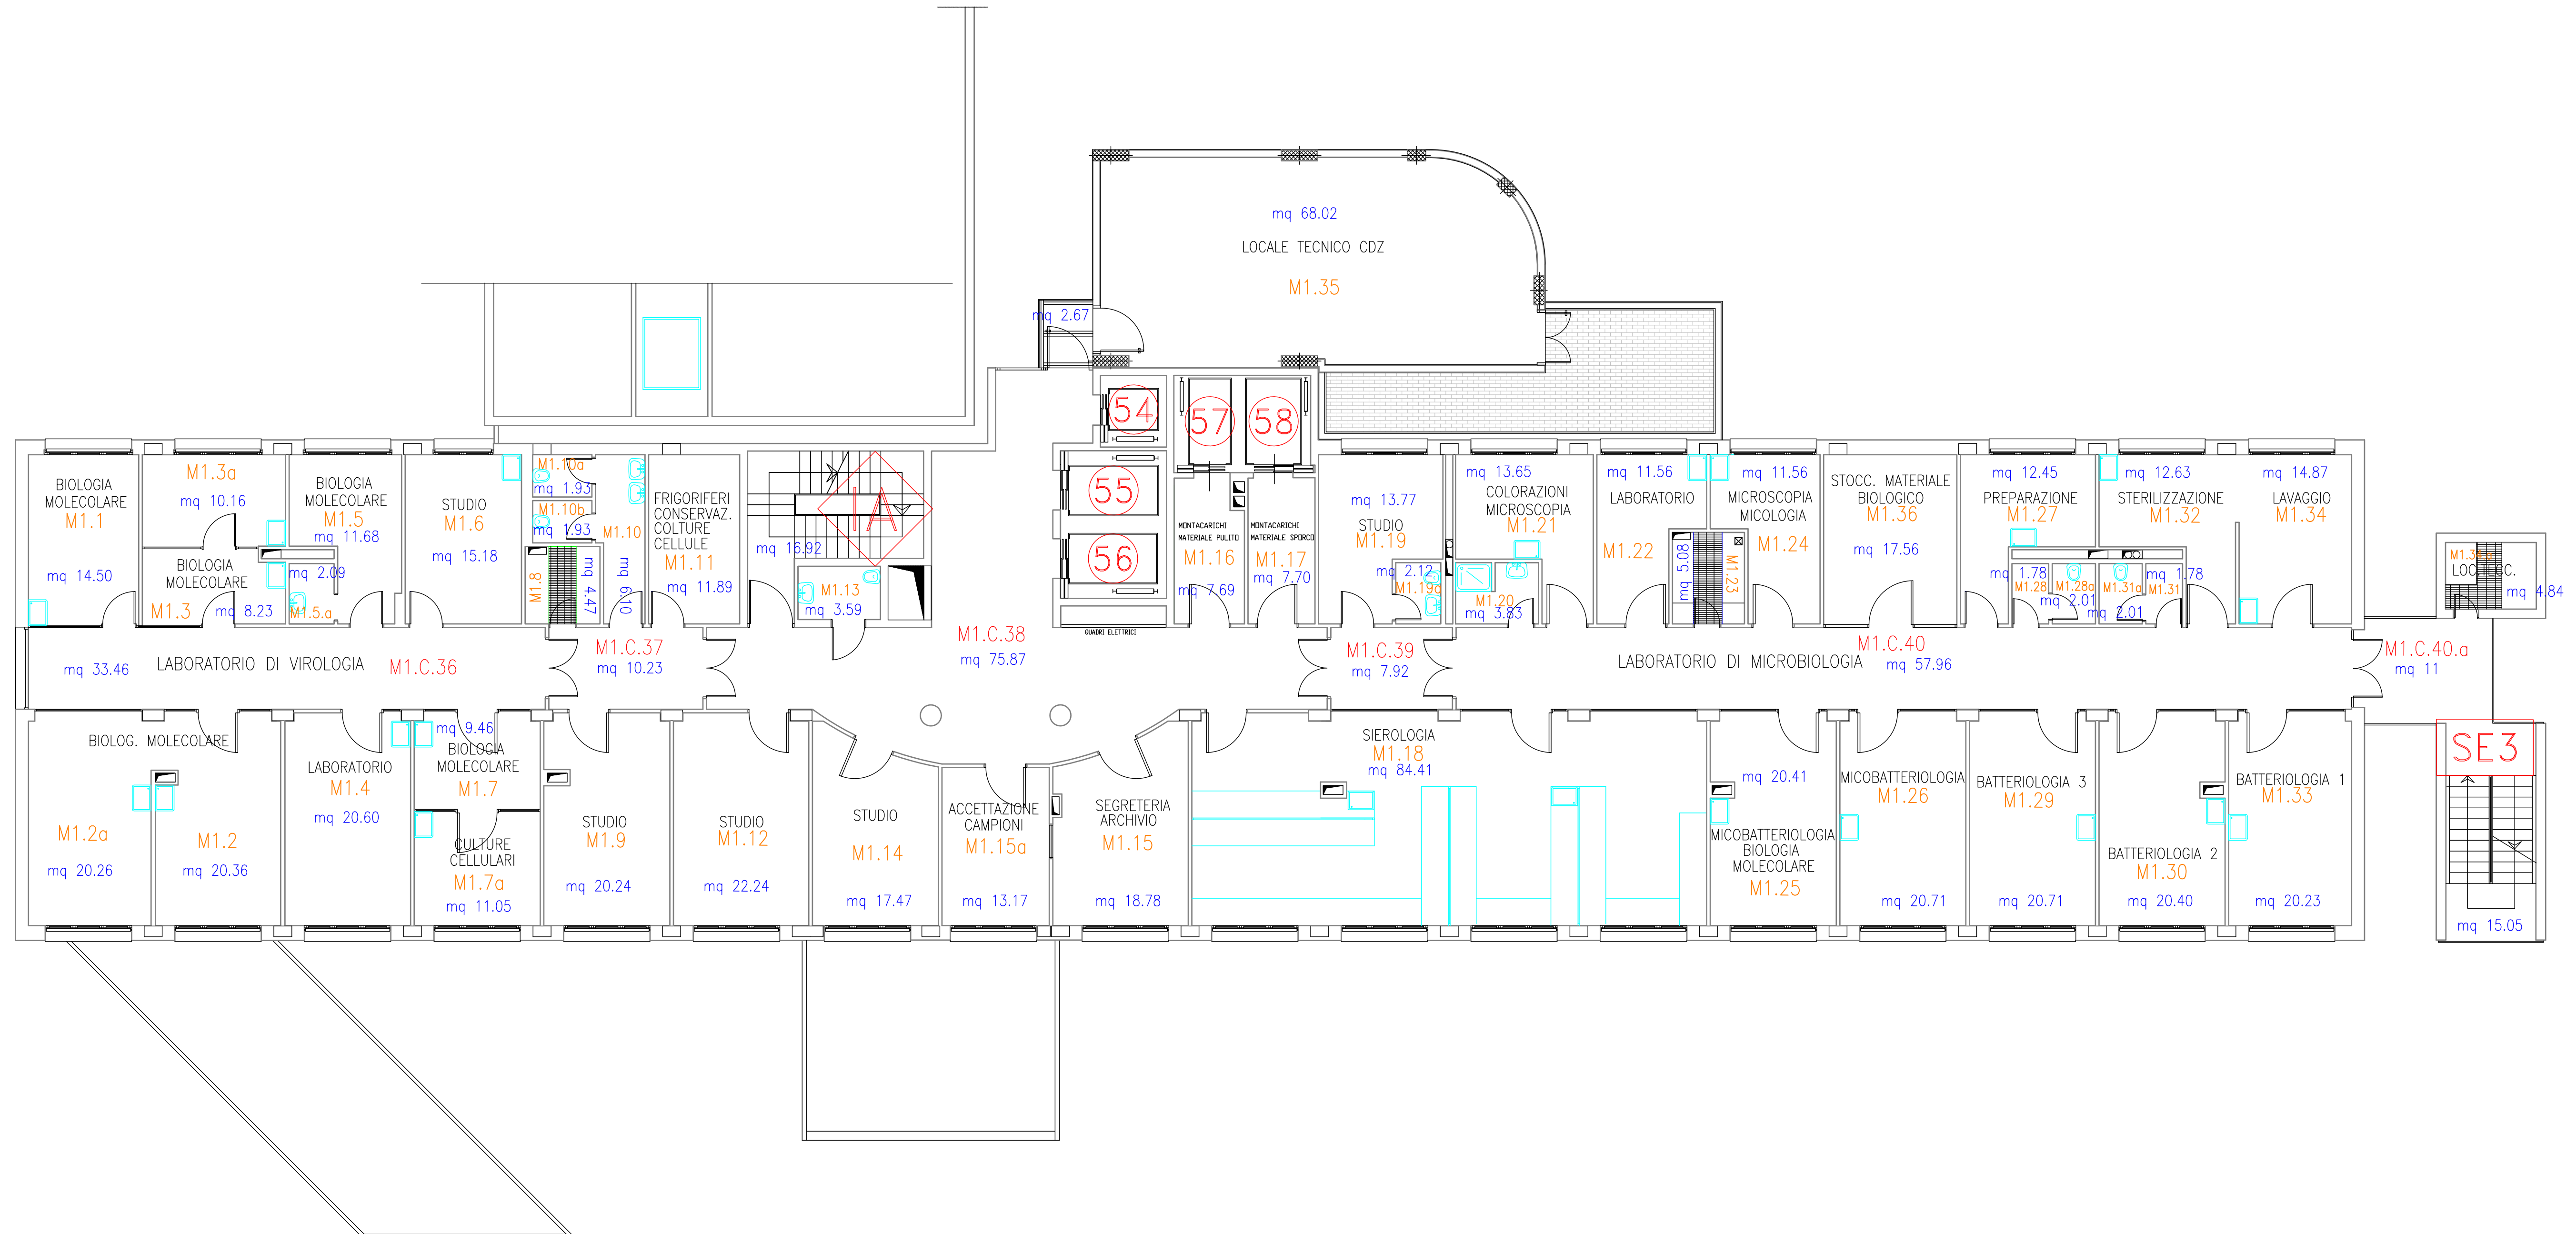 mq 68.02
LOCALE TECNICO CDZ
M1.35
mq 2.67
54
57
58
55
56
BIOLOGIA
MOLECOLARE
M1.1
mq 14.50
M1.3a
mq 10.16
BIOLOGIA
MOLECOLARE
M1.3
mq 8.23
BIOLOGIA
MOLECOLARE
M1.5
mq 11.68
mq 2.09
M1.5.a
STUDIO
M1.6
mq 15.18
M1.10a
mq 1.93
M1.10b
mq 1.93
M1.10
M1.8
mq 4.47
mq 6.10
FRIGORIFERI
CONSERVAZ.
COLTURE
CELLULE
M1.11
mq 11.89
IA
mq 16.92
M1.13
mq 3.59
MONTACARICHI
MATERIALE PULITO
M1.16
mq 7.69
MONTACARICHI
MATERIALE SPORCO
M1.17
mq 7.70
QUADRI ELETTRICI
mq 13.77
STUDIO
M1.19
mq 2.12
M1.19a
mq 13.65
COLORAZIONI
MICROSCOPIA
M1.21
M1.20
mq 3.83
mq 11.56
LABORATORIO
M1.22
mq 5.08
M1.23
mq 11.56
MICROSCOPIA
MICOLOGIA
M1.24
STOCC. MATERIALE
BIOLOGICO
M1.36
mq 17.56
mq 12.45
PREPARAZIONE
M1.27
mq 1.78
M1.28
M1.28a
mq 2.01
mq 12.63
STERILIZZAZIONE
M1.32
M1.31a
mq 2.01
mq 1.78
M1.31
mq 14.87
LAVAGGIO
M1.34
LOC.TECC.
mq 4.84
mq 33.46
LABORATORIO DI VIROLOGIA
M1.C.36
M1.C.37
mq 10.23
M1.C.38
mq 75.87
M1.C.39
mq 7.92
LABORATORIO DI MICROBIOLOGIA
M1.C.40
mq 57.96
M1.C.40.a
mq 11
BIOLOG. MOLECOLARE
M1.2a
mq 20.26
M1.2
mq 20.36
LABORATORIO
M1.4
mq 20.60
mq 9.46
BIOLOGIA
MOLECOLARE
M1.7
CULTURE
CELLULARI
M1.7a
mq 11.05
STUDIO
M1.9
mq 20.24
STUDIO
M1.12
mq 22.24
STUDIO
M1.14
mq 17.47
ACCETTAZIONE
CAMPIONI
M1.15a
mq 13.17
SEGRETERIA
ARCHIVIO
M1.15
mq 18.78
SIEROLOGIA
M1.18
mq 84.41
mq 20.41
MICOBATTERIOLOGIA
BIOLOGIA
MOLECOLARE
M1.25
MICOBATTERIOLOGIA
M1.26
mq 20.71
BATTERIOLOGIA 3
M1.29
mq 20.71
BATTERIOLOGIA 2
M1.30
mq 20.40
BATTERIOLOGIA 1
M1.33
mq 20.23
SE3
mq 15.05